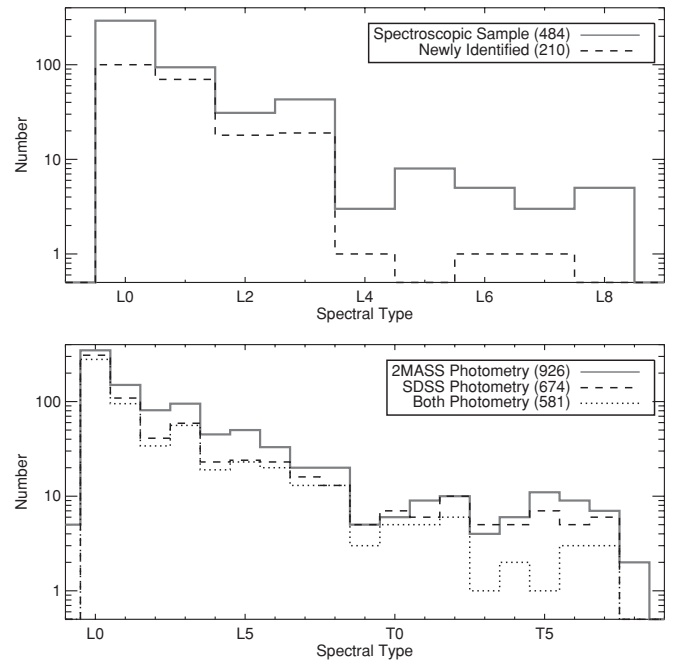 Spectroscopic Sample (484)
Newly Identified (210)
100
10
1
Number
L0 L2 L4 L6 L8
Spectral Type
2MASS Photometry (926)
SDSS Photometry (674)
Both Photometry (581)
100
10
1
Number
L0 L5 T0 T5
Spectral Type